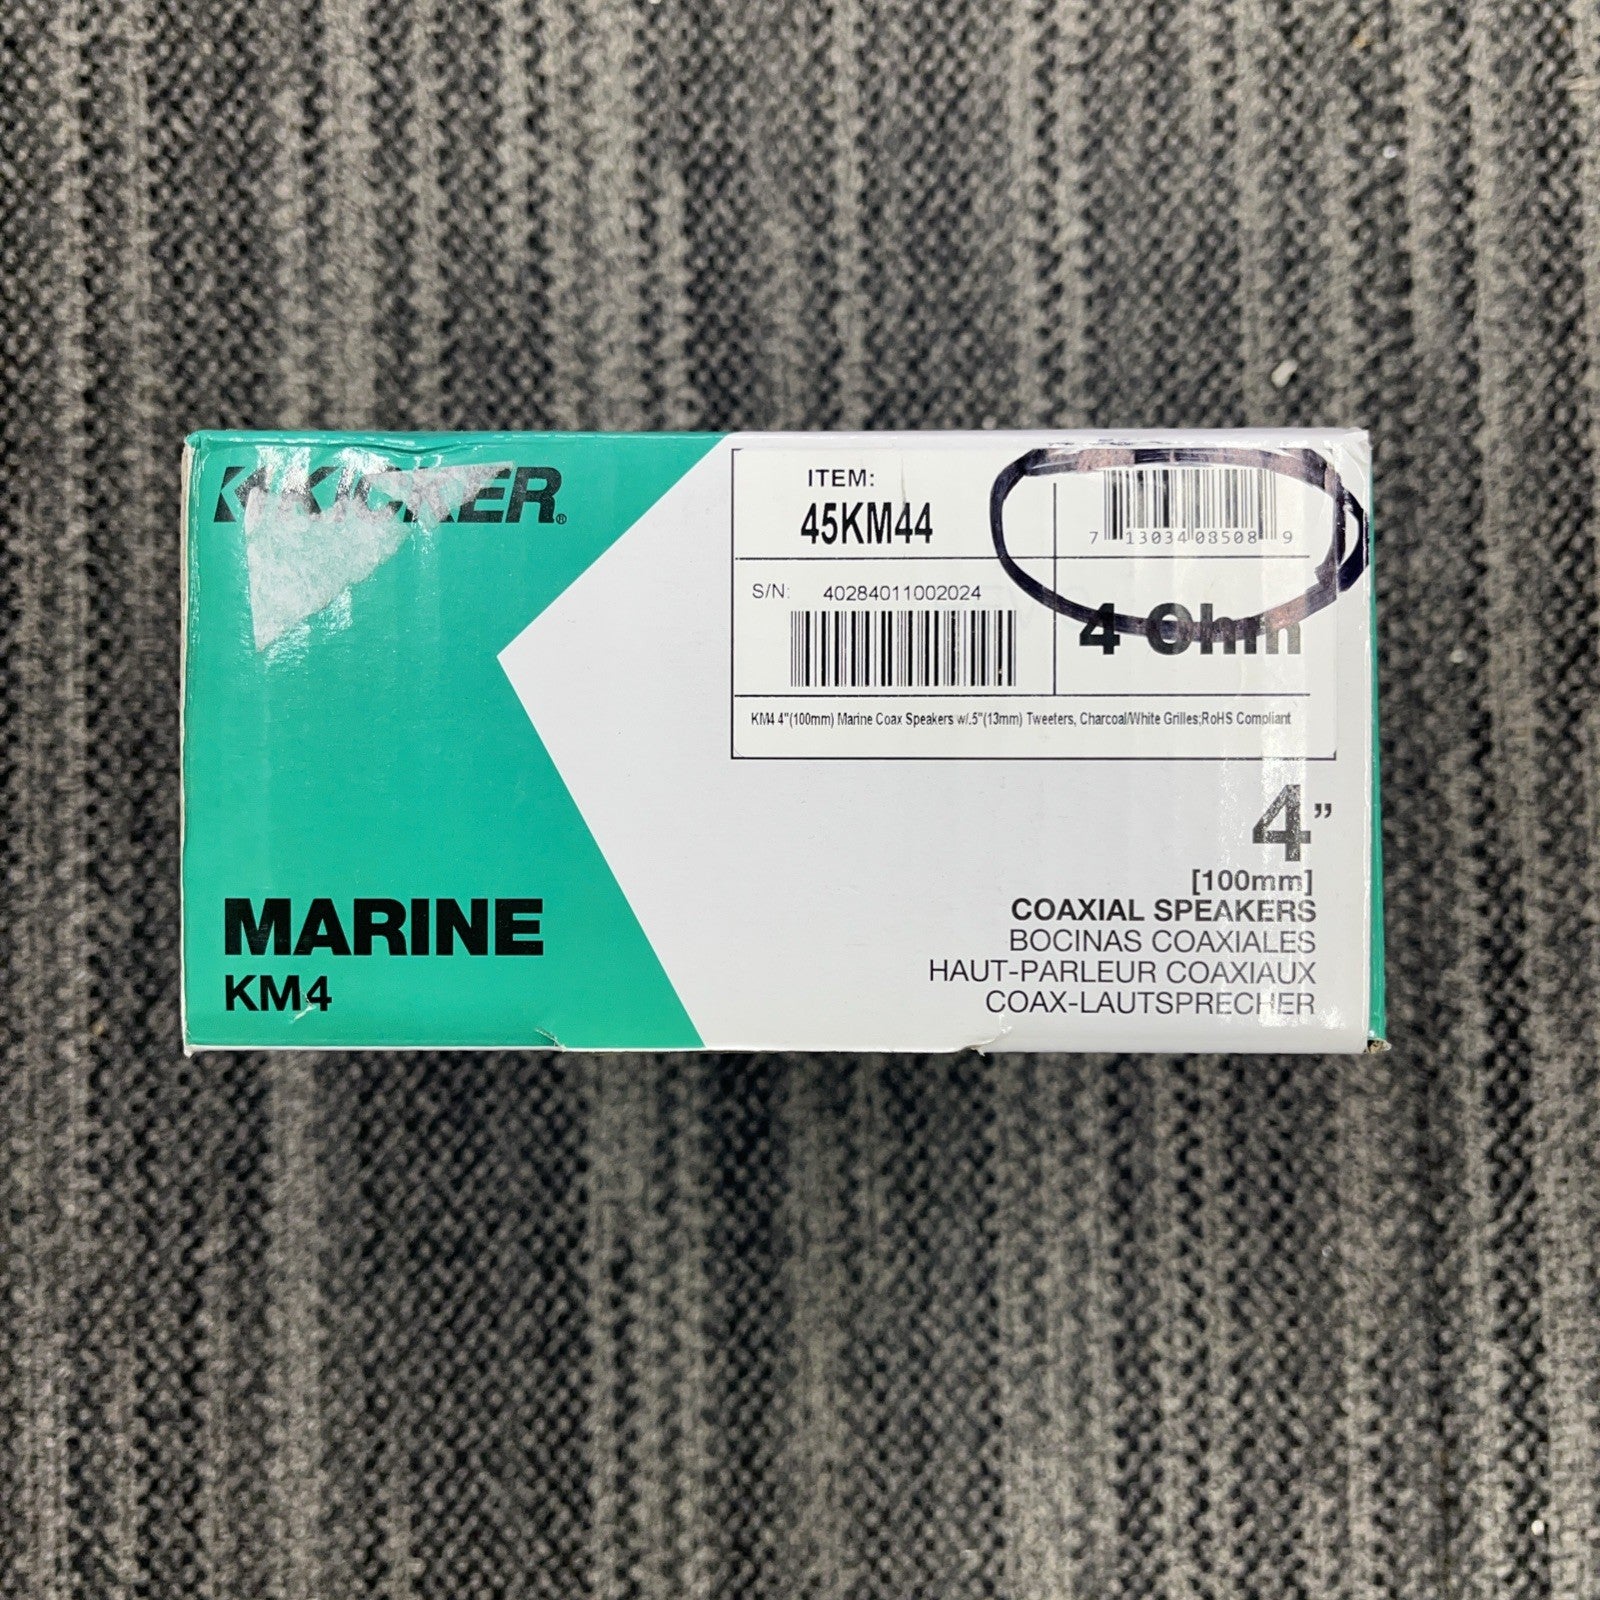 KICKER®
ITEM:
45KM44
7 13034 08508 9
S/N: 40284011002024
4 Ohm
KM4 4"(100mm) Marine Coax Speakers w/.5"(13mm) Tweeters, Charcoal/White Grilles;RoHS Compliant
4”
[100mm]
COAXIAL SPEAKERS
BOCINAS COAXIALES
HAUT-PARLEUR COAXIAUX
COAX-LAUTSPRECHER
MARINE
KM4